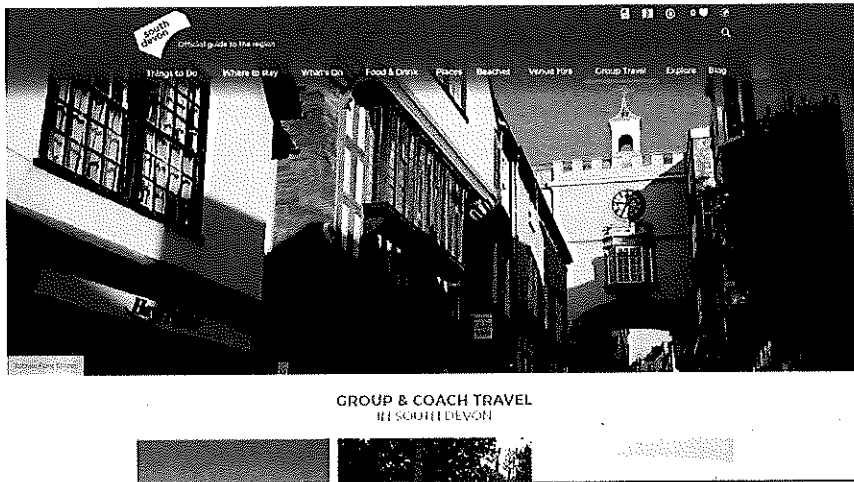 south
devon
Official guide to the region
0
Things to Do Where to stay What's On Food & Drink Places Beaches Venue Hire Group Travel Explore Blog
GROUP & COACH TRAVEL
IN SOUTH DEVON